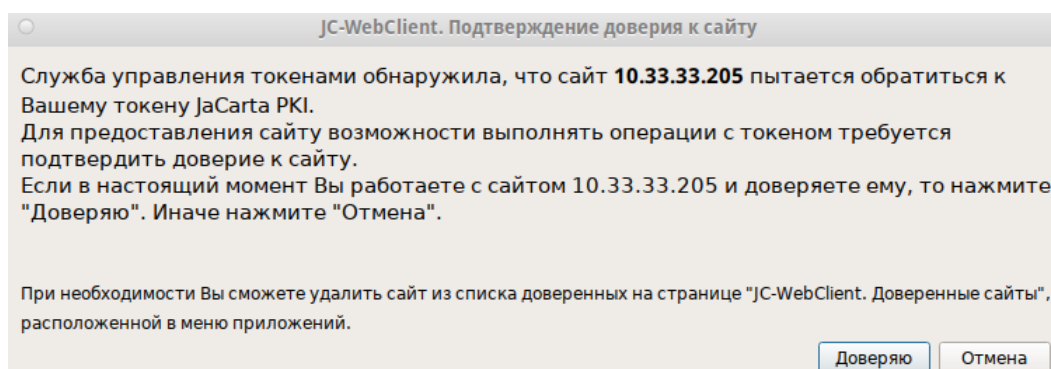 JC-WebClient. Подтверждение доверия к сайту
Служба управления токенами обнаружила, что сайт 10.33.33.205 пытается обратиться к
Вашему токену JaCarta PKI.
Для предоставления сайту возможности выполнять операции с токеном требуется
подтвердить доверие к сайту.
Если в настоящий момент Вы работаете с сайтом 10.33.33.205 и доверяете ему, то нажмите
"Доверяю". Иначе нажмите "Отмена".
При необходимости Вы сможете удалить сайт из списка доверенных на странице "JC-WebClient. Доверенные сайты",
расположенной в меню приложений.
Доверяю Отмена